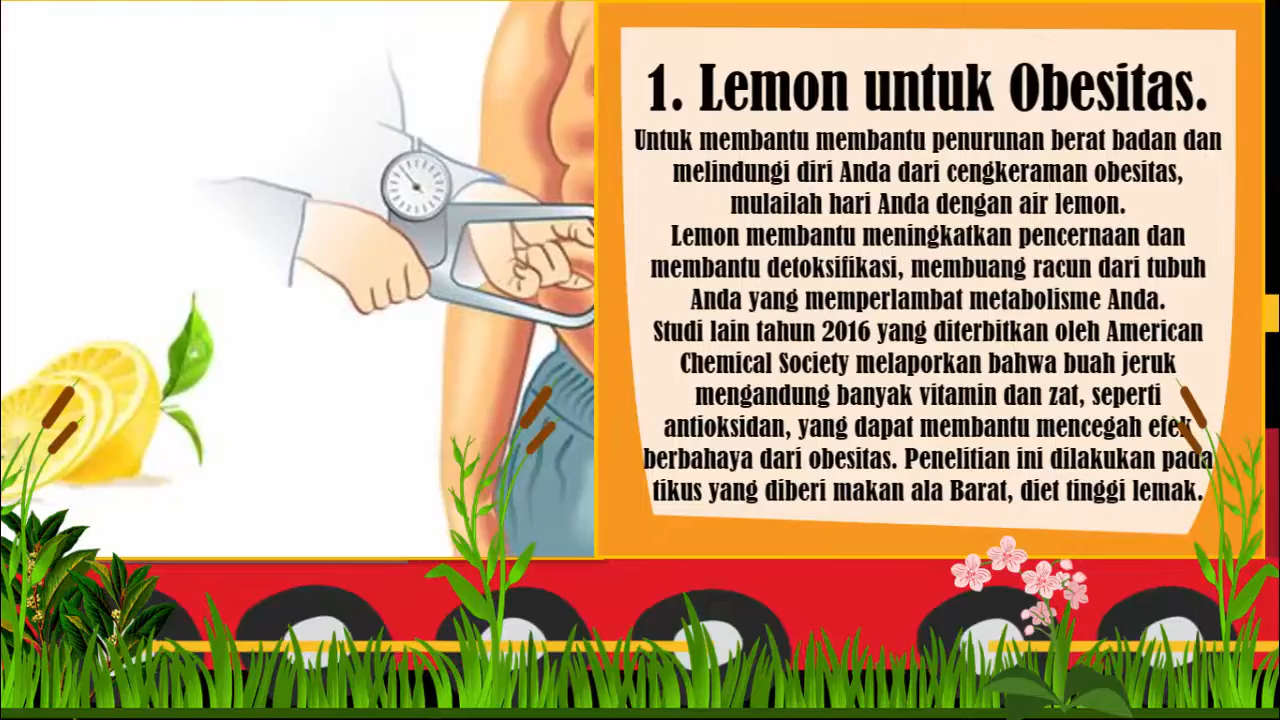 1. Lemon untuk Obesitas.
Untuk membantu membantu penurunan berat badan dan
melindungi diri Anda dari cengkeraman obesitas,
mulailah hari Anda dengan air lemon.
Lemon membantu meningkatkan pencernaan dan
membantu detoksifikasi, membuang racun dari tubuh
Anda yang memperlambat metabolisme Anda.
Studi lain tahun 2016 yang diterbitkan oleh American
Chemical Society melaporkan bahwa buah jeruk
mengandung banyak vitamin dan zat, seperti
antioksidan, yang dapat membantu mencegah efek
berbahaya dari obesitas. Penelitian ini dilakukan pada
tikus yang diberi makan ala Barat, diet tinggi lemak.